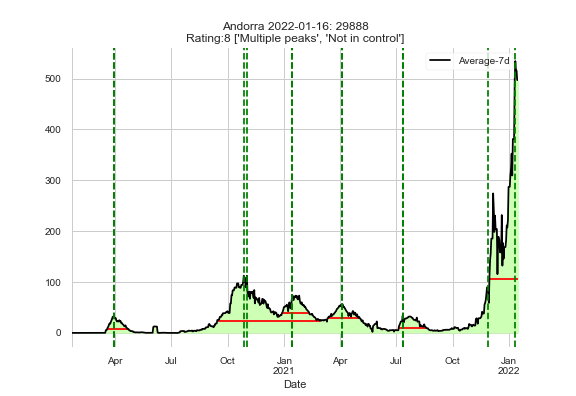 Andorra 2022-01-16: 29888
Rating:8 ['Multiple peaks', 'Not in control']
Average-7d
500
400
300
200
100
0
Apr
Jul
Oct
Jan
2021
Apr
Jul
Oct
Jan
2022
Date